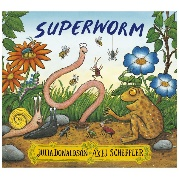 SUPERWORM
JULIA DONALDSON · AXEL SCHEFFLER